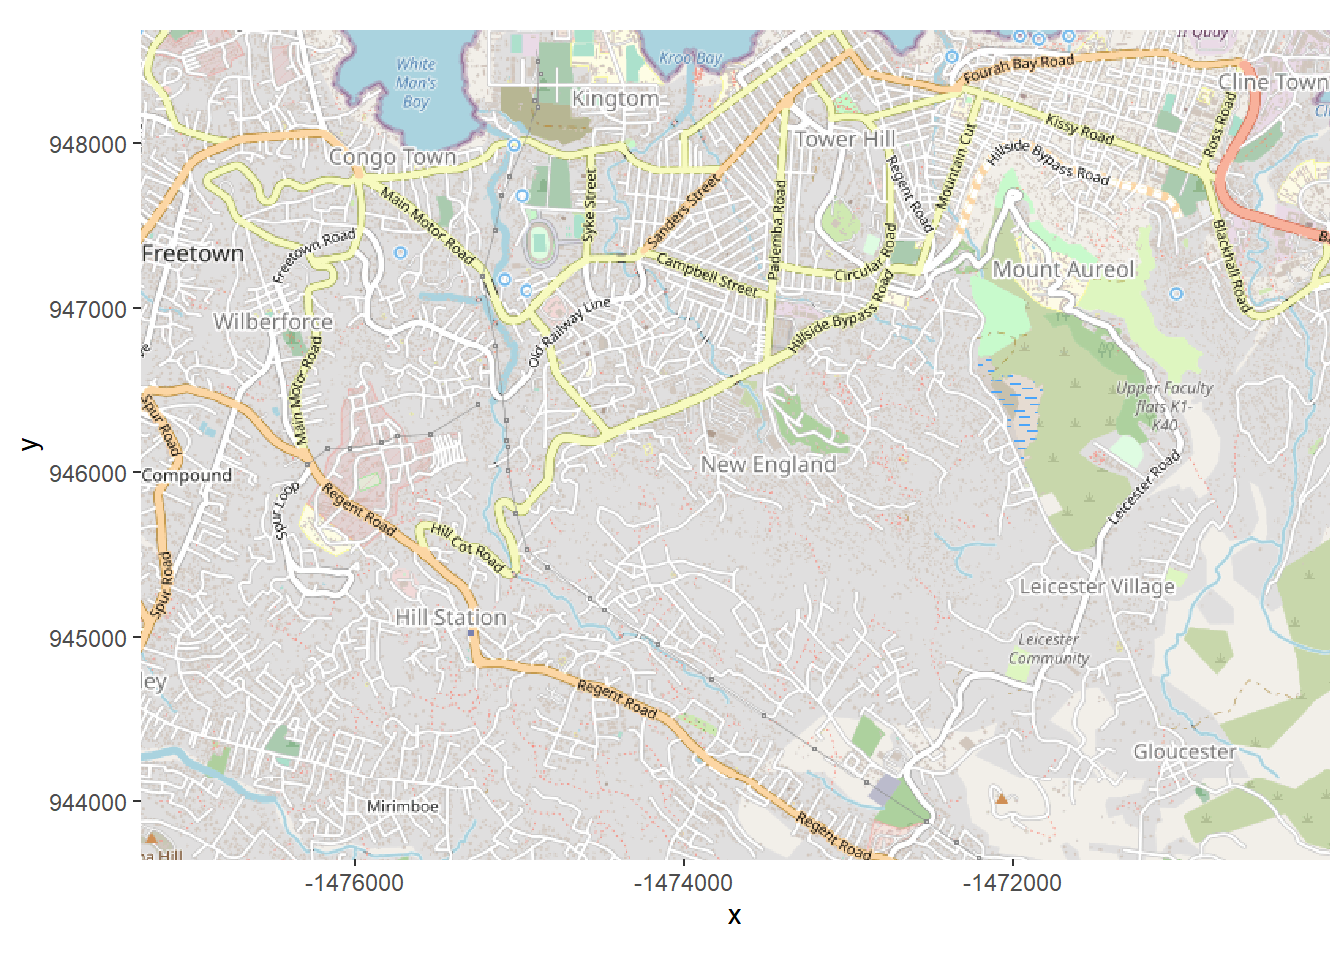 White
Man's
Bay
Kroo Bay
Kingtom
Fourah Bay Road
Cline Town
Congo Town
Tower Hill
Kissy Road
Ross Road
Mountain Cut
Hillside Bypass Road
Regent Road
Main Motor Road
Syke Street
Sanders Street
Pademba Road
Freetown
Freetown Road
Campbell Street
Circular Road
Mount Aureol
Blackhall Road
Wilberforce
Old Railway Line
Hillside Bypass Road
Main Motor Road
Upper Faculty
flats K1-
K40
Spur Road
New England
Compound
Leicester Road
Spur Loop
Regent Road
Hill Cot Road
Spur Road
Leicester Village
Hill Station
Leicester
Community
ley
Regent Road
Gloucester
Mirimboe
Regent Road
Hill
948000
947000
946000
945000
944000
y
-1476000
-1474000
-1472000
x